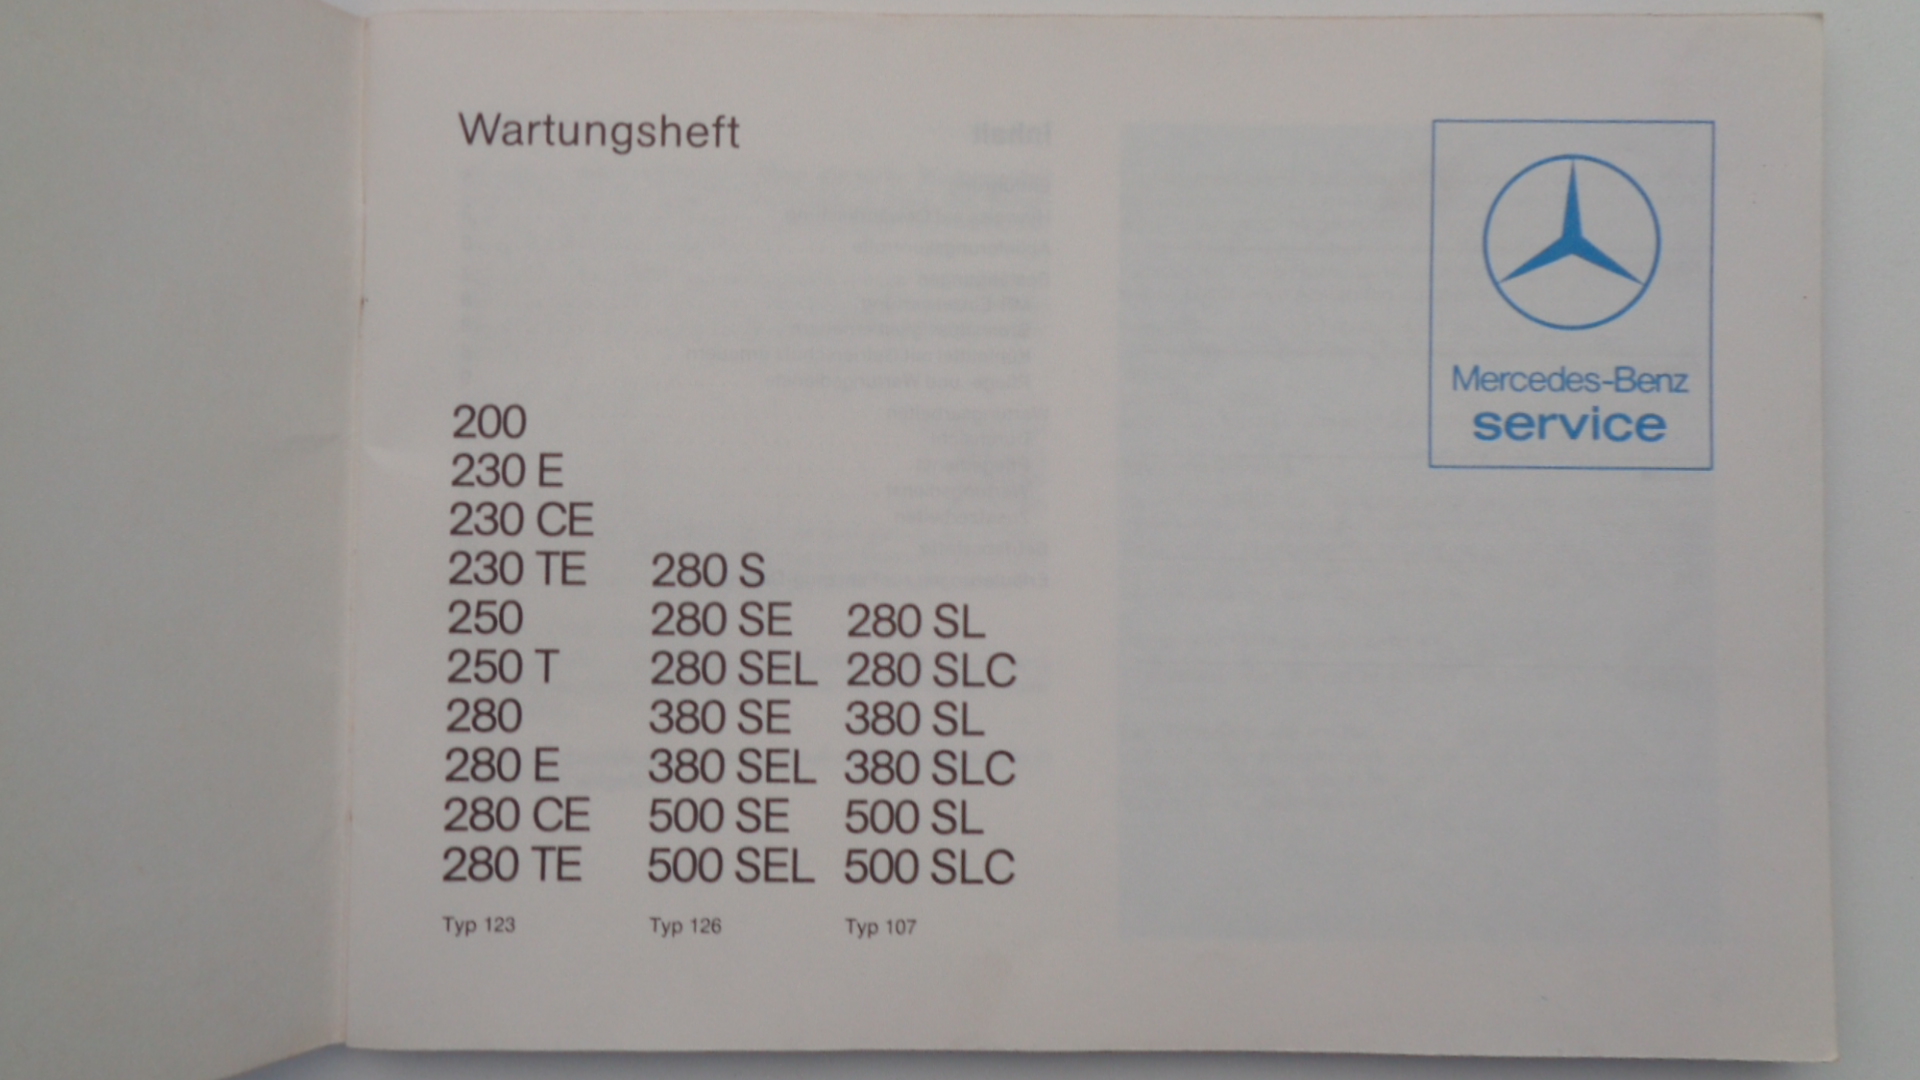 Wartungsheft
Mercedes-Benz
service
200
230 E
230 CE
230 TE
250
250 T
280
280 E
280 CE
280 TE
Typ 123
280 S
280 SE
280 SEL
380 SE
380 SEL
500 SE
500 SEL
Typ 126
280 SL
280 SLC
380 SL
380 SLC
500 SL
500 SLC
Typ 107